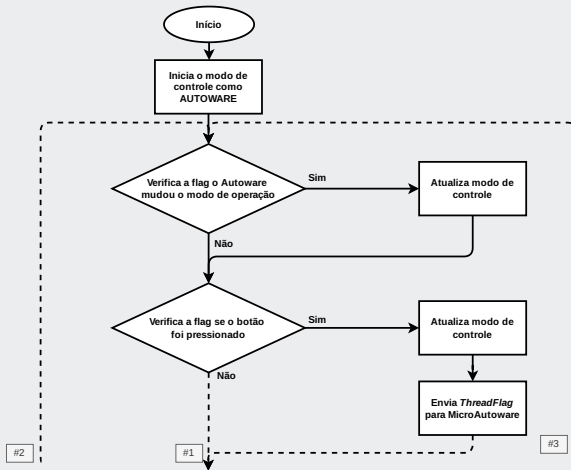 Início
Inicia o modo de
controle como
AUTOWARE
Verifica a flag o Autoware
mudou o modo de operação
Sim
Atualiza modo de
controle
Não
Verifica a flag se o botão
foi pressionado
Sim
Atualiza modo de
controle
Não
Envia ThreadFlag
para MicroAutoware
#2
#1
#3